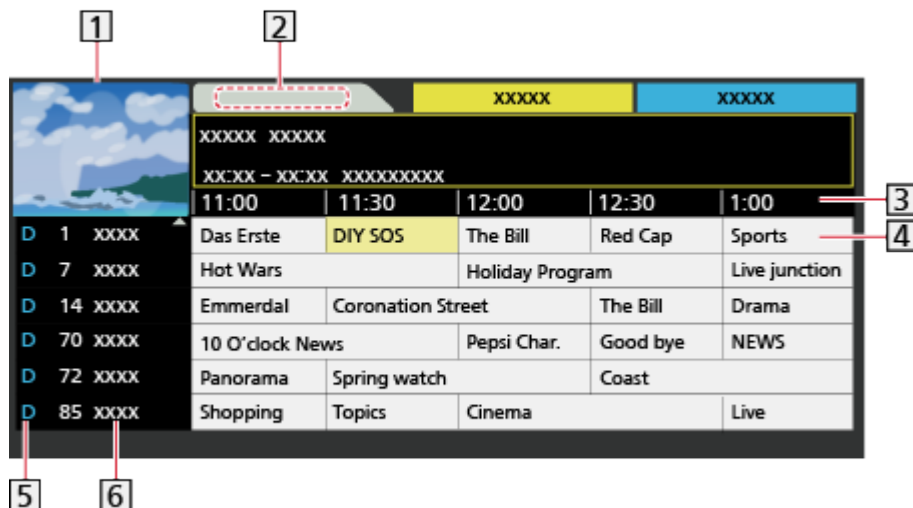 1 2
xxxxx xxxxx
xxxxx xxxxx
xx:xx – xx:xx xxxxxxxxx
11:00 11:30 12:00 12:30 1:00 3
D 1 xxxx Das Erste DIY SOS The Bill Red Cap Sports 4
D 7 xxxx Hot Wars Holiday Program Live junction
D 14 xxxx Emmerdal Coronation Street The Bill Drama
D 70 xxxx 10 O'clock News Pepsi Char. Good bye NEWS
D 72 xxxx Panorama Spring watch Coast
D 85 xxxx Shopping Topics Cinema Live
5 6